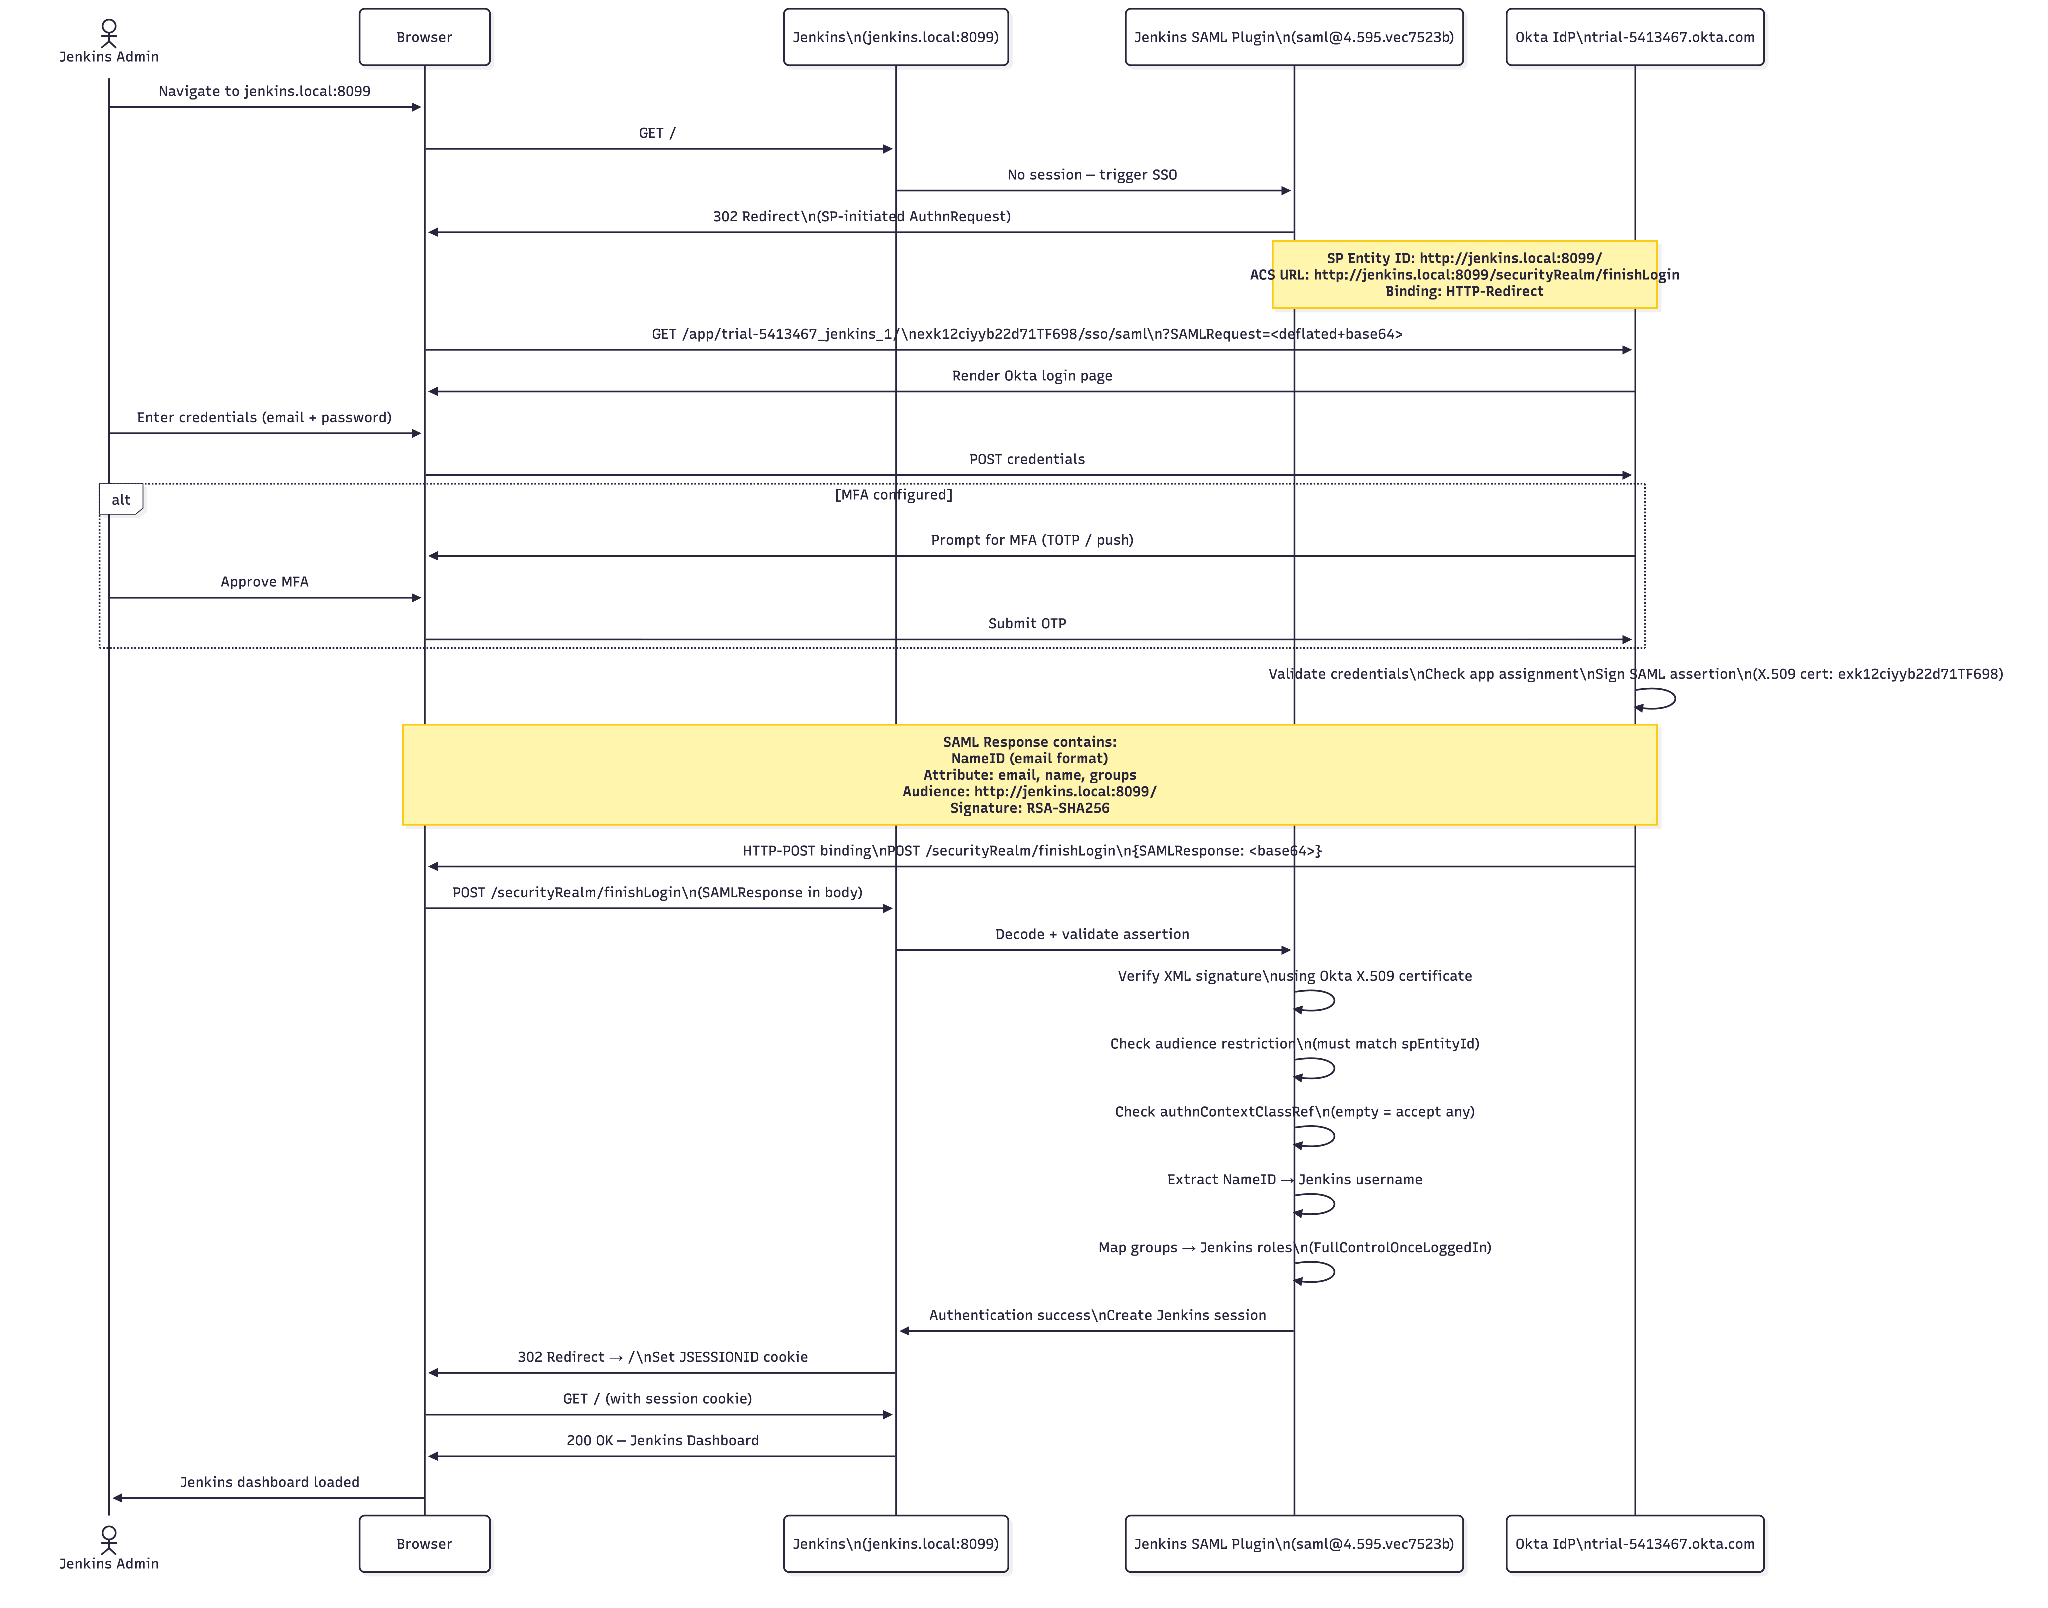 Jenkins Admin
Browser
Jenkins\n(jenkins.local:8099)
Jenkins SAML Plugin\n(saml@4.595.vec7523b)
Okta IdP\ntrial-5413467.okta.com
Navigate to jenkins.local:8099
GET /
No session — trigger SSO
302 Redirect\n(SP-initiated AuthnRequest)
SP Entity ID: http://jenkins.local:8099/
ACS URL: http://jenkins.local:8099/securityRealm/finishLogin
Binding: HTTP-Redirect
GET /app/trial-5413467_jenkins_1/\nexk12ciyyb22d71TF698/sso/saml\n?SAMLRequest=<deflated+base64>
Render Okta login page
Enter credentials (email + password)
POST credentials
alt
[MFA configured]
Prompt for MFA (TOTP / push)
Approve MFA
Submit OTP
Validate credentials\nCheck app assignment\nSign SAML assertion\n(X.509 cert: exk12ciyyb22d71TF698)
SAML Response contains:
NameID (email format)
Attribute: email, name, groups
Audience: http://jenkins.local:8099/
Signature: RSA-SHA256
HTTP-POST binding\nPOST /securityRealm/finishLogin\n{SAMLResponse: <base64>}
POST /securityRealm/finishLogin\n(SAMLResponse in body)
Decode + validate assertion
Verify XML signature\nusing Okta X.509 certificate
Check audience restriction\n(must match spEntityId)
Check authnContextClassRef\n(empty = accept any)
Extract NameID → Jenkins username
Map groups → Jenkins roles\n(FullControlOnceLoggedIn)
Authentication success\nCreate Jenkins session
302 Redirect → /\nSet JSESSIONID cookie
GET / (with session cookie)
200 OK — Jenkins Dashboard
Jenkins dashboard loaded
Jenkins Admin
Browser
Jenkins\n(jenkins.local:8099)
Jenkins SAML Plugin\n(saml@4.595.vec7523b)
Okta IdP\ntrial-5413467.okta.com